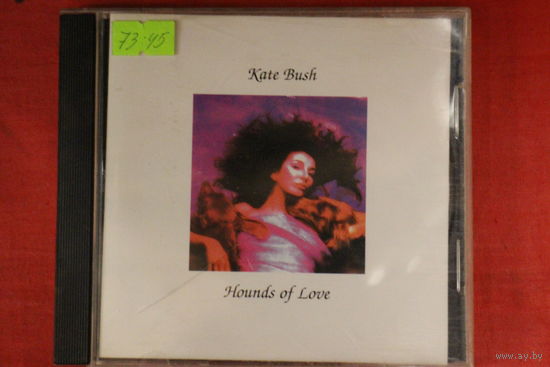 73-95
Kate Bush
Hounds of Love
www.ay.by